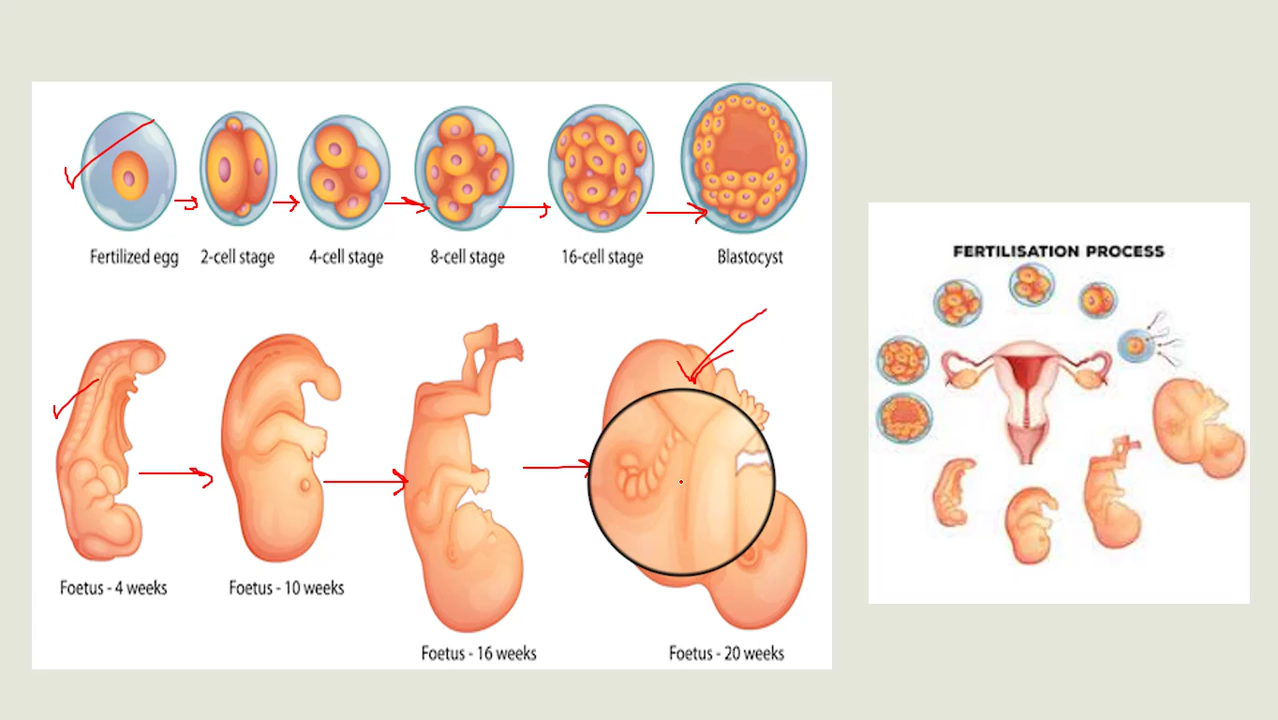 Fertilized egg
2-cell stage
4-cell stage
8-cell stage
16-cell stage
Blastocyst
Foetus - 4 weeks
Foetus - 10 weeks
Foetus - 16 weeks
Foetus - 20 weeks
FERTILISATION PROCESS